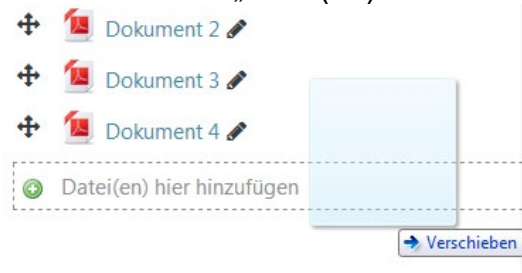 Dokument 2
Dokument 3
Dokument 4
Datei(en) hier hinzufügen
Verschieben